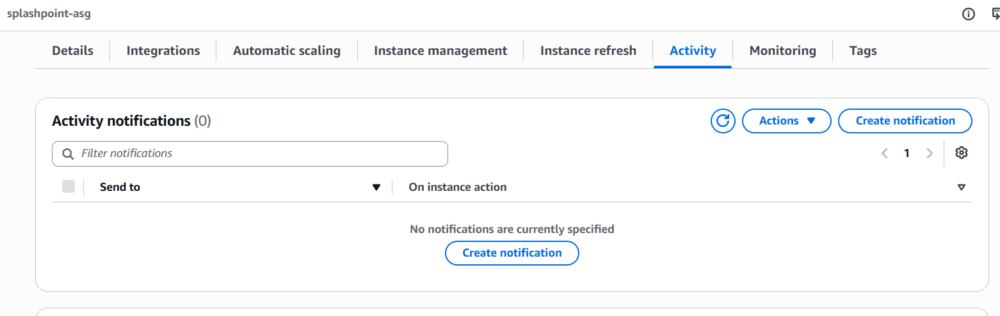 splashpoint-asg
Details Integrations Automatic scaling Instance management Instance refresh Activity Monitoring Tags
Activity notifications (0) Actions Create notification
Filter notifications 1
Send to On instance action
No notifications are currently specified
Create notification